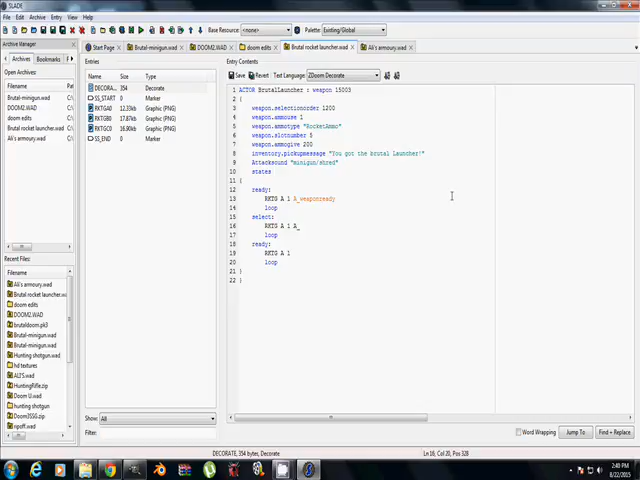 SLADE
File Edit Archive Entry View Help
Base Resource: <none> Palette: Existing/Global
Archive Manager
Start Page Brutal-minigun.wad DOOM2.WAD doom edits Brutal rocket launcher.wad Ali's armoury.wad
Archives Bookmarks
Open Archives:
Filename Pa
Brutal-minigun.wad C:\
DOOM2.WAD C:\
doom edits C:\
Brutal rocket launcher.wad C:\
Ali's armoury.wad C:\
Recent Files:
Filename
Ali's armoury.wad
Brutal rocket launcher.w...
doom edits
DOOM2.WAD
brutaldoom.pk3
Brutal-minigun.wad
Hunting shotgun.wad
hd textures
ALI'S.wad
HuntingRifle.zip
Doom U.wad
hunting shotgun
Doom3SSG.zip
npoff.wad
Entries
Name Size Type
DECORA... 354 Decorate
SS_START 0 Marker
RKTGA0 12.33kb Graphic (PNG)
RKTGB0 17.87kb Graphic (PNG)
RKTGC0 16.90kb Graphic (PNG)
SS_END 0 Marker
Show: All
Filter:
Entry Contents
Save Revert Text Language: ZDoom Decorate
1 ACTOR BrutalLauncher : weapon 15003
2 {
3 weapon.selectionorder 1200
4 weapon.ammouse 1
5 weapon.ammotype "RocketAmmo"
6 weapon.slotnumber 5
7 weapon.ammogive 200
8 inventory.pickupmessage "You got the brutal Launcher!"
9 Attacksound "minigun/shred"
10 states
11 {
12 ready:
13 RKTG A 1 A_weaponready
14 loop
15 select:
16 RKTG A 1 A_
17 loop
18 ready:
19 RKTG A 1
20 loop
21 }
22 }
Word Wrapping Jump To Find + Replace
DECORATE, 354 bytes, Decorate Ln 16, Col 20, Pos 328
2:40 PM
8/22/2015